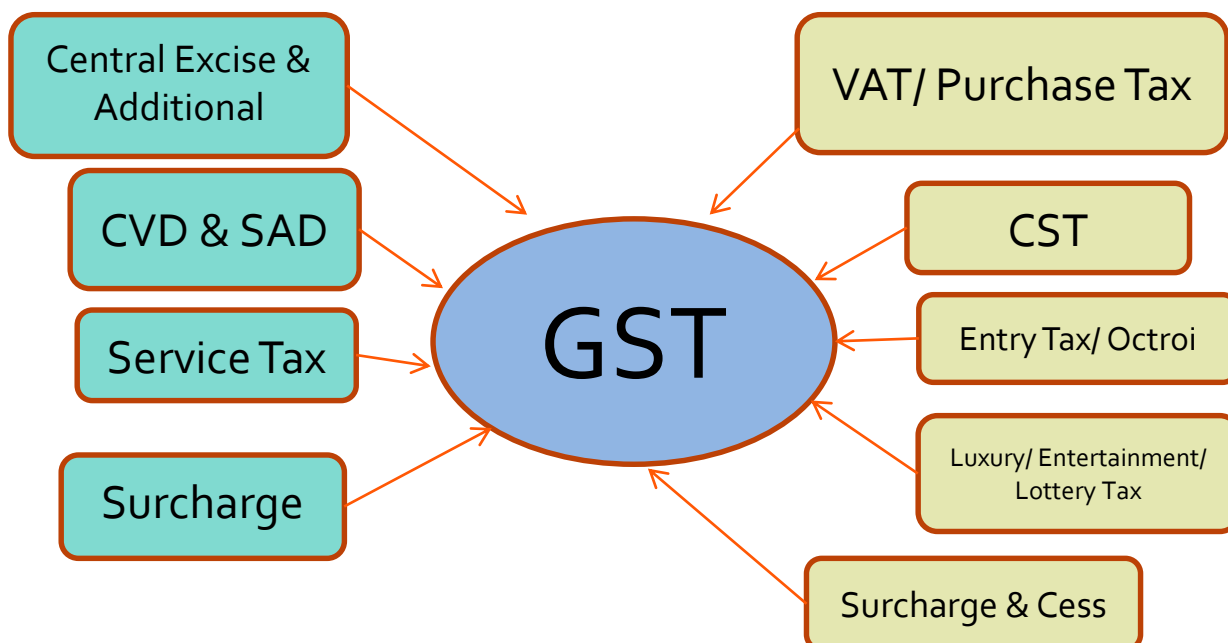 Central Excise &
Additional
CVD & SAD
Service Tax
Surcharge
GST
VAT/ Purchase Tax
CST
Entry Tax/ Octroi
Luxury/ Entertainment/
Lottery Tax
Surcharge & Cess